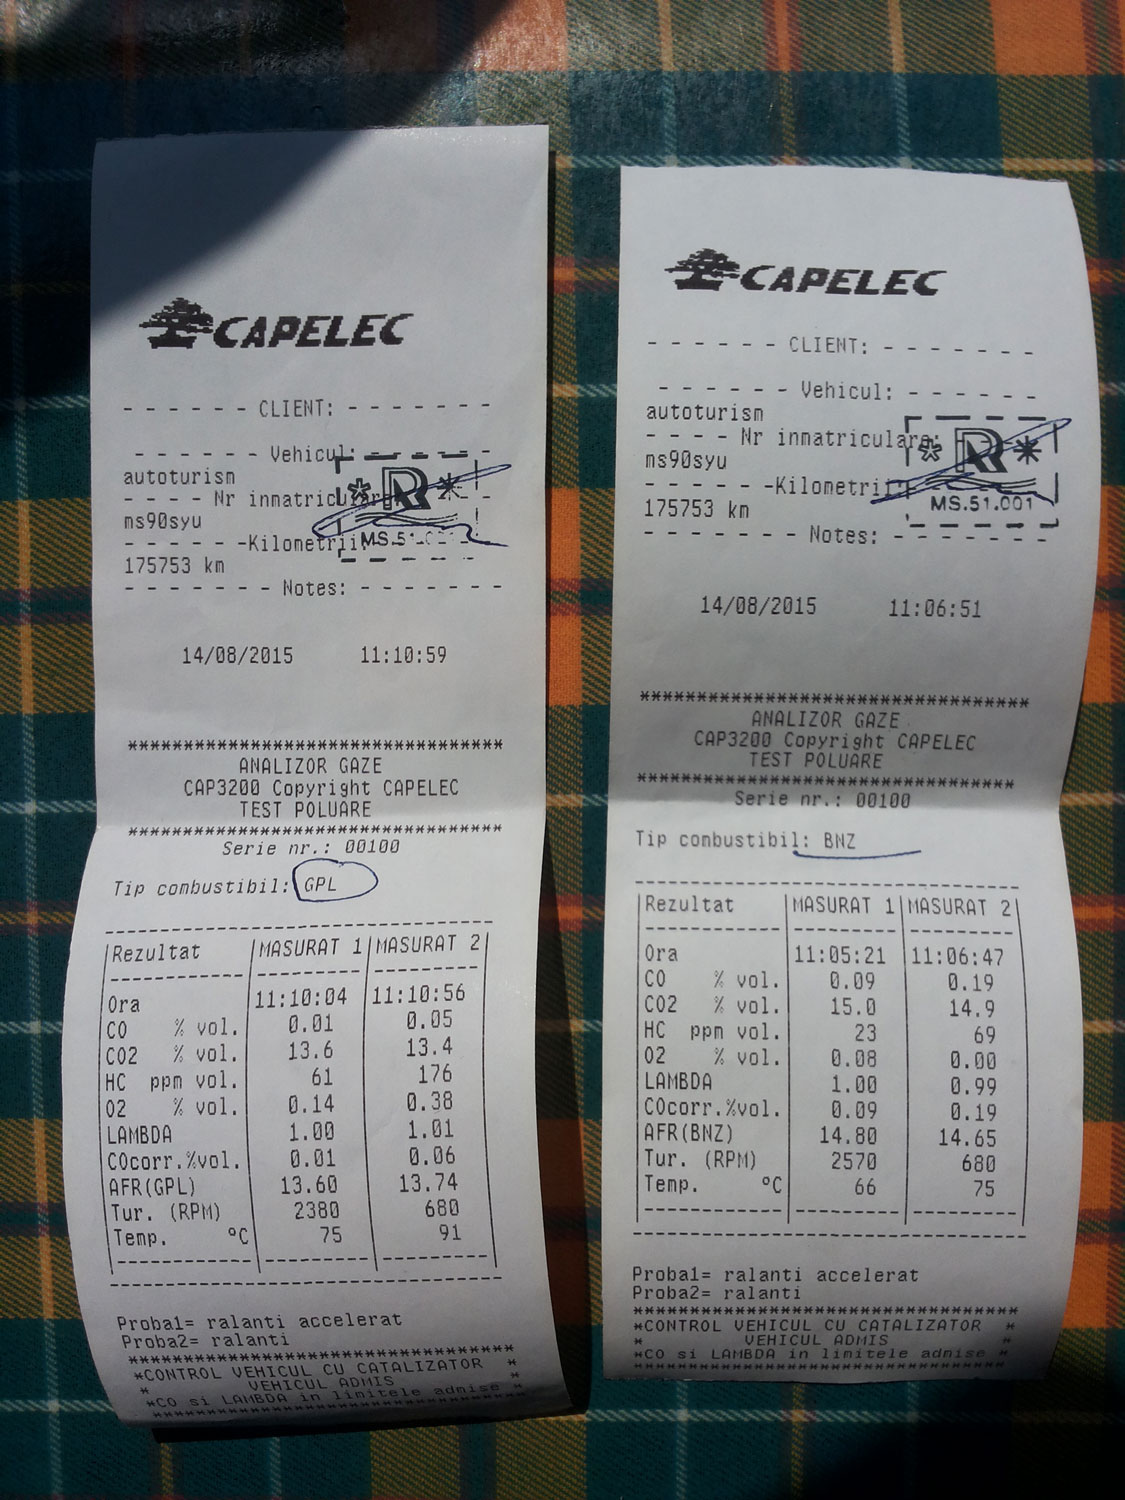 CAPELEC
- - - - - - CLIENT: - - - - - - -
- - - - - - Vehicul: - - - - - -
autoturism
- - - - Nr inmatriculare:
* R *
ms90syu
- - - - - -Kilometrii:
MS.51.
175753 km
- - - - - - - Notes: - - - - - - -
14/08/2015 11:10:59
**********************************
ANALIZOR GAZE
CAP3200 Copyright CAPELEC
TEST POLUARE
**********************************
Serie nr.: 00100
Tip combustibil: GPL
Rezultat |MASURAT 1|MASURAT 2|
Ora 11:10:04 11:10:56
CO % vol. 0.01 0.05
CO2 % vol. 13.6 13.4
HC ppm vol. 61 176
O2 % vol. 0.14 0.38
LAMBDA 1.00 1.01
COcorr.%vol. 0.01 0.06
AFR(GPL) 13.60 13.74
Tur. (RPM) 2380 680
Temp. ºC 75 91
Proba1= ralanti accelerat
Proba2= ralanti
**********************************
*CONTROL VEHICUL CU CATALIZATOR *
* VEHICUL ADMIS *
*CO si LAMBDA in limitele admise *
**********************************
CAPELEC
- - - - - - CLIENT: - - - - - - -
- - - - - - Vehicul: - - - - - -
autoturism
- - - - Nr inmatriculare:
* R *
ms90syu
- - - - - -Kilometrii:
MS.51.001
175753 km
- - - - - - - Notes: - - - - - - -
14/08/2015 11:06:51
**********************************
ANALIZOR GAZE
CAP3200 Copyright CAPELEC
TEST POLUARE
**********************************
Serie nr.: 00100
Tip combustibil: BNZ
Rezultat |MASURAT 1|MASURAT 2|
Ora 11:05:21 11:06:47
CO % vol. 0.09 0.19
CO2 % vol. 15.0 14.9
HC ppm vol. 23 69
O2 % vol. 0.08 0.00
LAMBDA 1.00 0.99
COcorr.%vol. 0.09 0.19
AFR(BNZ) 14.80 14.65
Tur. (RPM) 2570 680
Temp. ºC 66 75
Proba1= ralanti accelerat
Proba2= ralanti
**********************************
*CONTROL VEHICUL CU CATALIZATOR *
* VEHICUL ADMIS *
*CO si LAMBDA in limitele admise *
**********************************